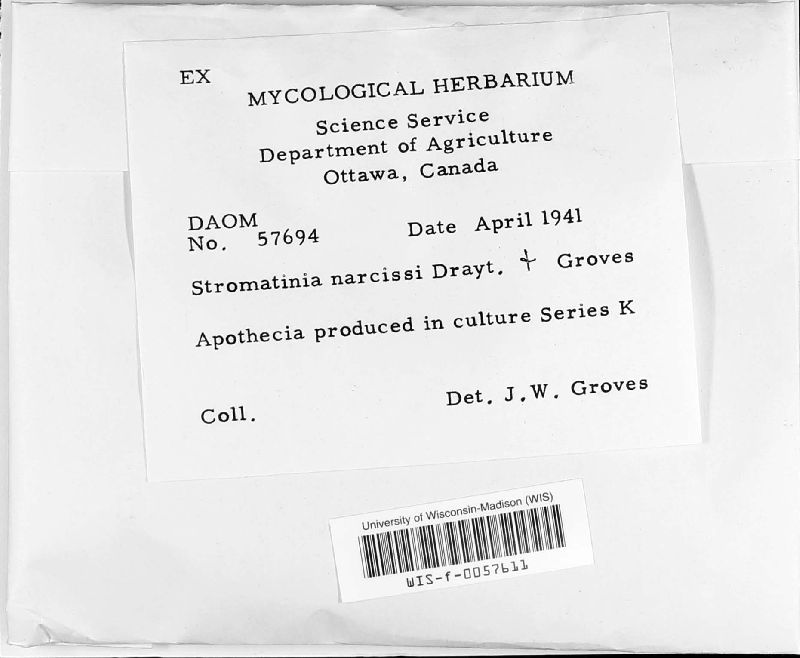 EX
MYCOLOGICAL HERBARIUM
Science Service
Department of Agriculture
Ottawa, Canada
DAOM
No. 57694 Date April 1941
Stromatinia narcissi Drayt. + Groves
Apothecia produced in culture Series K
Coll. Det. J.W. Groves
University of Wisconsin-Madison (WIS)
WIS-f-0057611